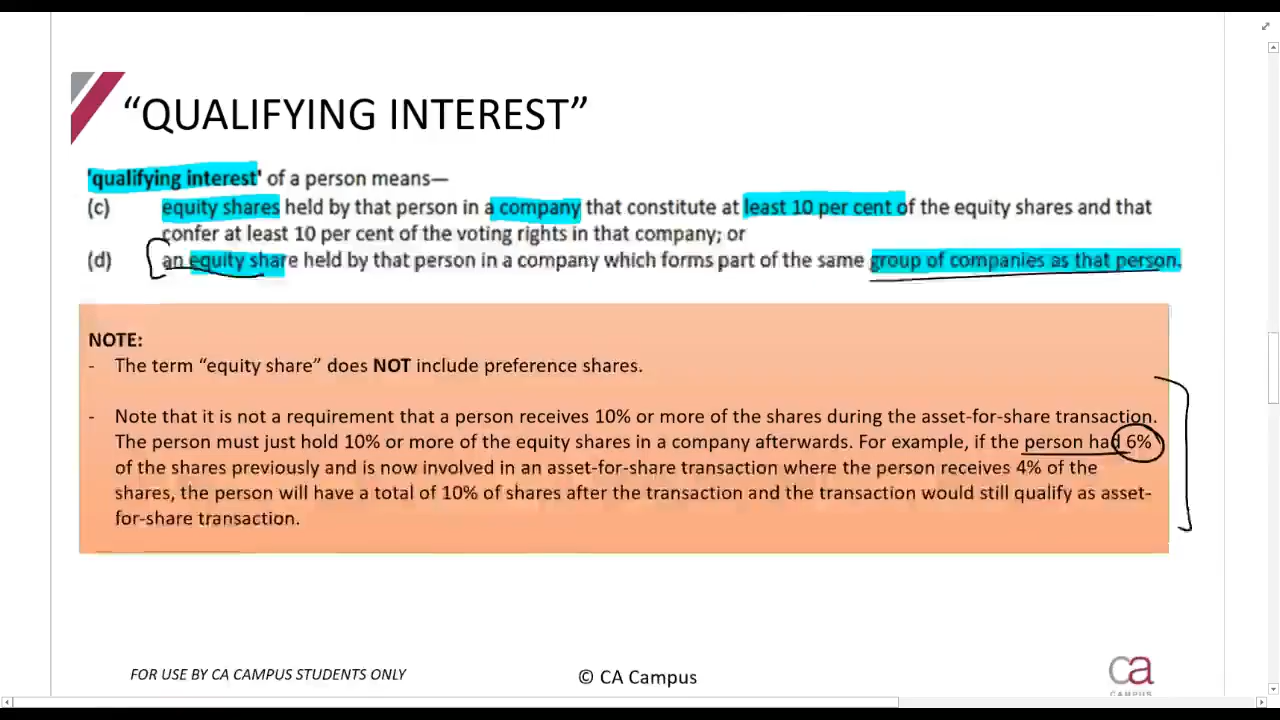 “QUALIFYING INTEREST”
'qualifying interest' of a person means—
(c) equity shares held by that person in a company that constitute at least 10 per cent of the equity shares and that
confer at least 10 per cent of the voting rights in that company; or
(d) an equity share held by that person in a company which forms part of the same group of companies as that person.
NOTE:
- The term “equity share” does NOT include preference shares.
- Note that it is not a requirement that a person receives 10% or more of the shares during the asset-for-share transaction.
The person must just hold 10% or more of the equity shares in a company afterwards. For example, if the person had 6%
of the shares previously and is now involved in an asset-for-share transaction where the person receives 4% of the
shares, the person will have a total of 10% of shares after the transaction and the transaction would still qualify as asset-
for-share transaction.
FOR USE BY CA CAMPUS STUDENTS ONLY
© CA Campus
ca
CAMPUS